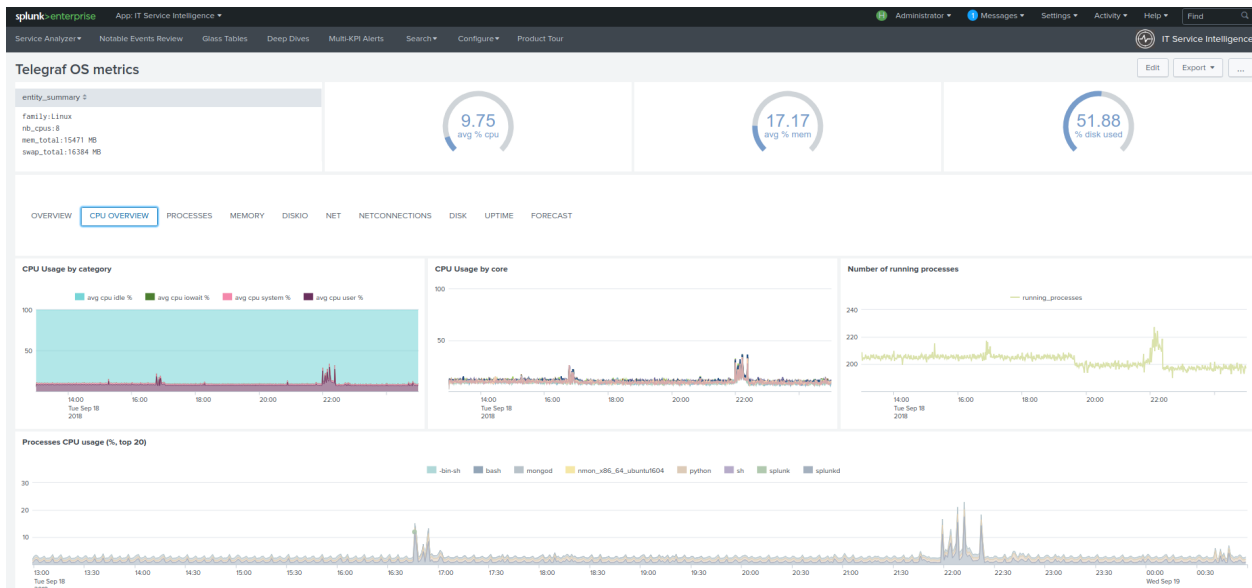 splunk>enterprise App: IT Service Intelligence ▾ H Administrator ▾ 1 Messages ▾ Settings ▾ Activity ▾ Help ▾ Find
Service Analyzer ▾ Notable Events Review Glass Tables Deep Dives Multi-KPI Alerts Search ▾ Configure ▾ Product Tour IT Service Intelligence
Telegraf OS metrics Edit Export ▾ ...
entity_summary
family:Linux
nb_cpus:8
mem_total:15471 MB
swap_total:16384 MB
9.75
avg % cpu
17.17
avg % mem
51.88
% disk used
OVERVIEW CPU OVERVIEW PROCESSES MEMORY DISKIO NET NETCONNECTIONS DISK UPTIME FORECAST
CPU Usage by category
avg cpu idle % avg cpu iowait % avg cpu system % avg cpu user %
100
50
14:00 16:00 18:00 20:00 22:00
Tue Sep 18
2018
CPU Usage by core
100
50
14:00 16:00 18:00 20:00 22:00
Tue Sep 18
2018
Number of running processes
running_processes
240
220
200
14:00 16:00 18:00 20:00 22:00
Tue Sep 18
2018
Processes CPU usage (%, top 20)
-bin-sh bash mongod nmon_x86_64_ubuntu1604 python sh splunk splunkd
30
20
10
13:00 13:30 14:00 14:30 15:00 15:30 16:00 16:30 17:00 17:30 18:00 18:30 19:00 19:30 20:00 20:30 21:00 21:30 22:00 22:30 23:00 23:30 00:00 00:30
Tue Sep 18 Wed Sep 19